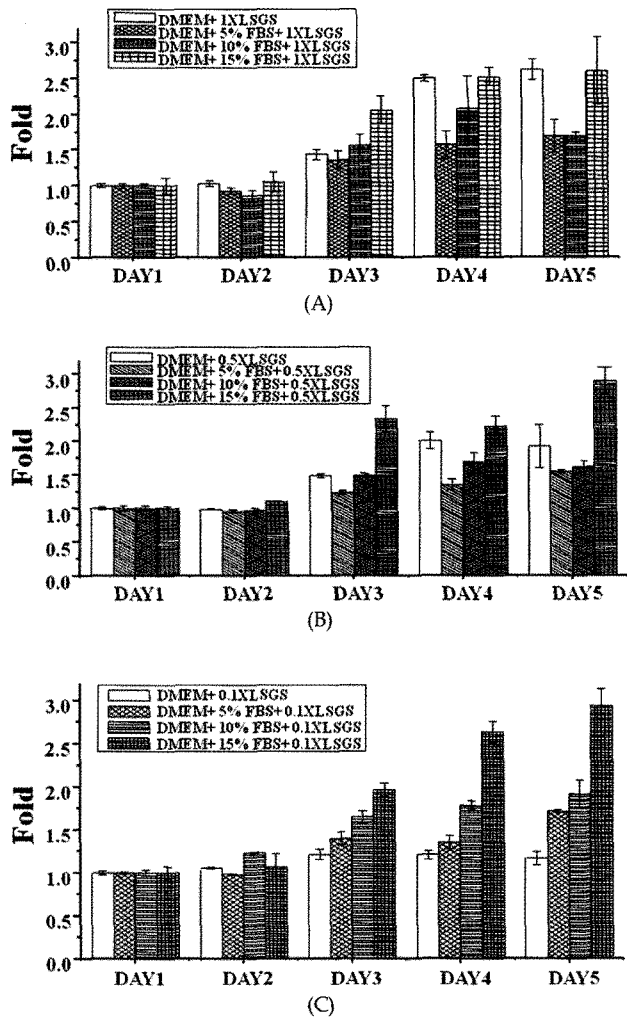 DMEM+ 1XLSGS
DMEM+ 5% FBS+1XLSGS
DMEM+ 10% FBS+1XLSGS
DMEM+ 15% FBS+1XLSGS
3.0
2.5
2.0
1.5
1.0
0.5
0.0
Fold
DAY1 DAY2 DAY3 DAY4 DAY5
(A)
DMEM+ 0.5XLSGS
DMEM+ 5% FBS+0.5XLSGS
DMEM+ 10% FBS+0.5XLSGS
DMEM+ 15% FBS+0.5XLSGS
3.0
2.5
2.0
1.5
1.0
0.5
0.0
Fold
DAY1 DAY2 DAY3 DAY4 DAY5
(B)
DMEM+ 0.1XLSGS
DMEM+ 5% FBS+0.1XLSGS
DMEM+ 10% FBS+0.1XLSGS
DMEM+ 15% FBS+0.1XLSGS
3.0
2.5
2.0
1.5
1.0
0.5
0.0
Fold
DAY1 DAY2 DAY3 DAY4 DAY5
(C)